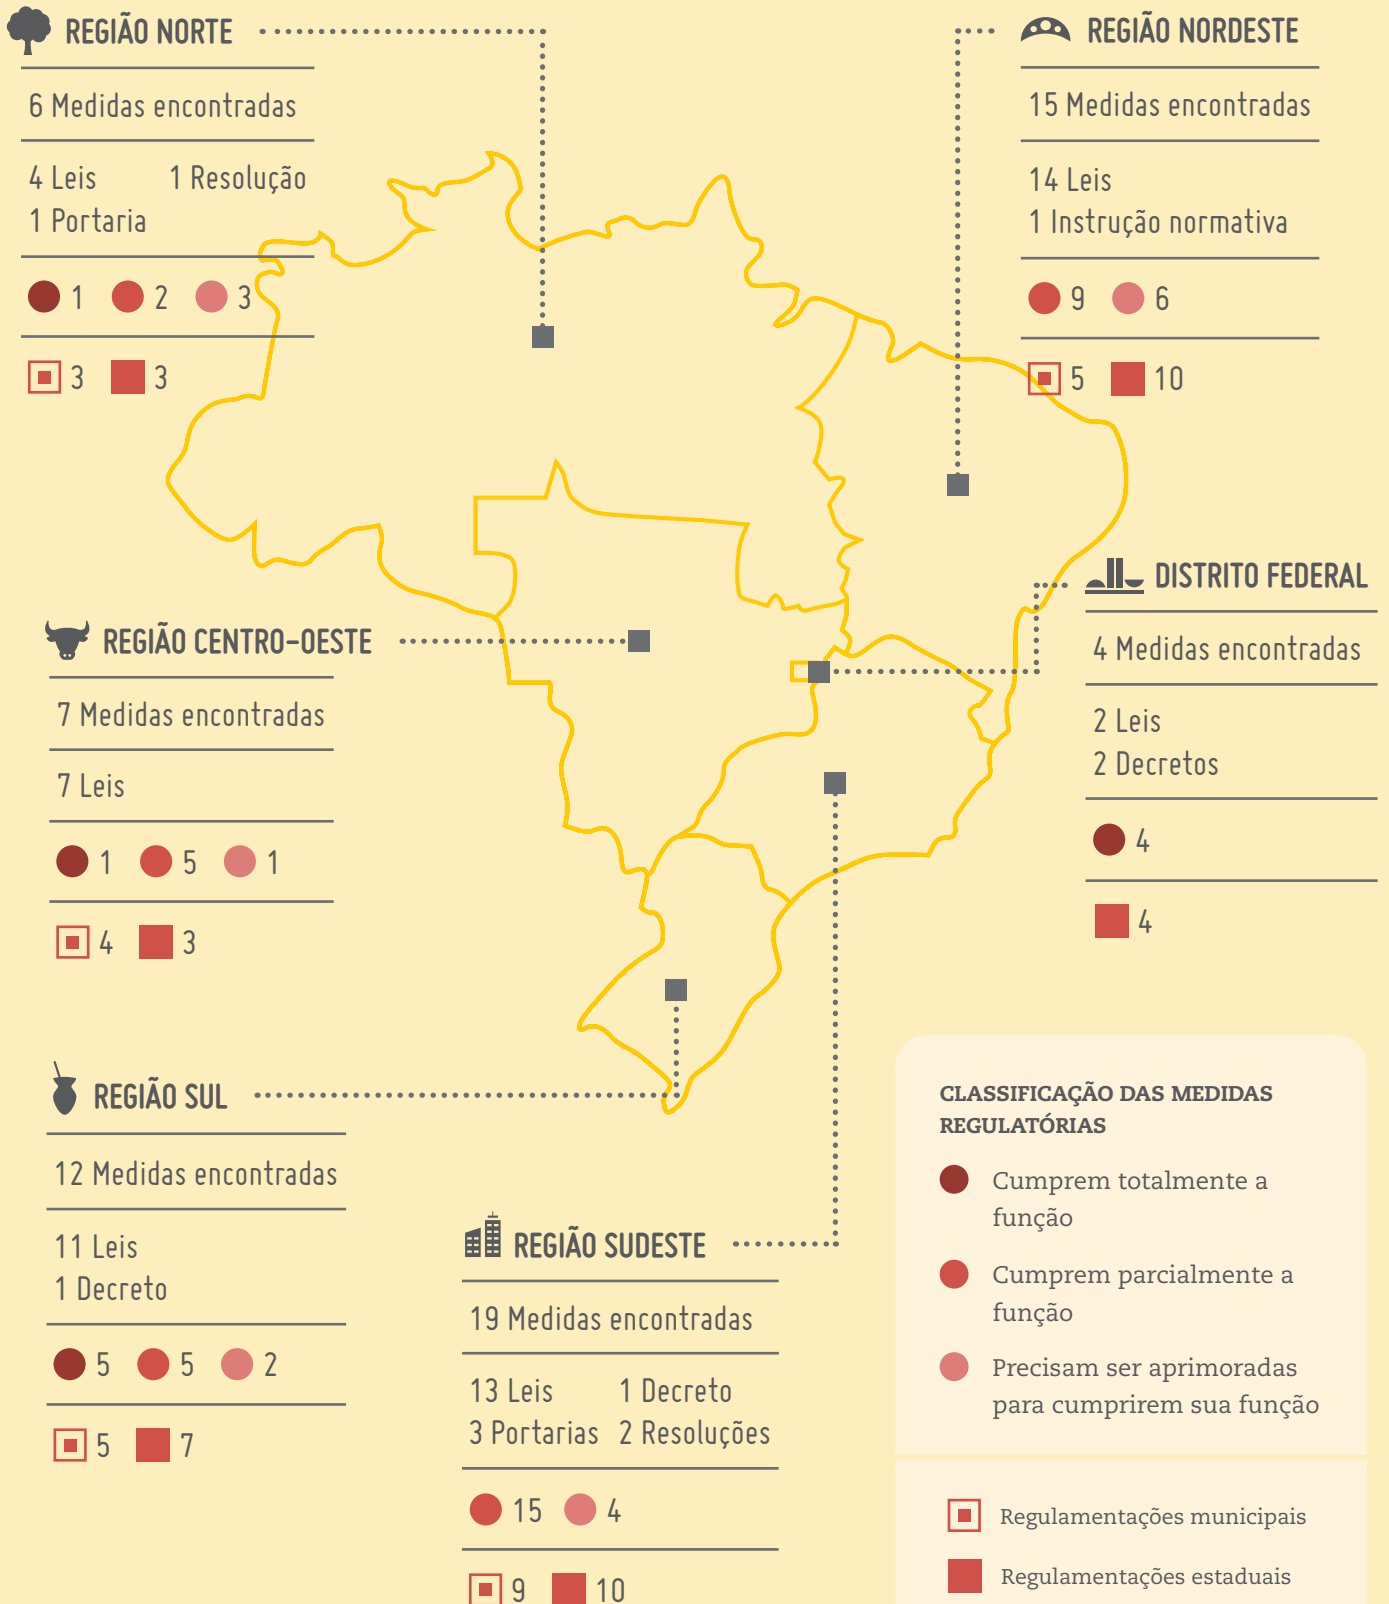 REGIÃO NORTE
6 Medidas encontradas
4 Leis 1 Resolução
1 Portaria
1 2 3
3 3
REGIÃO NORDESTE
15 Medidas encontradas
14 Leis
1 Instrução normativa
9 6
5 10
DISTRITO FEDERAL
4 Medidas encontradas
2 Leis
2 Decretos
4
4
REGIÃO CENTRO-OESTE
7 Medidas encontradas
7 Leis
1 5 1
4 3
REGIÃO SUL
12 Medidas encontradas
11 Leis
1 Decreto
5 5 2
5 7
REGIÃO SUDESTE
19 Medidas encontradas
13 Leis 1 Decreto
3 Portarias 2 Resoluções
15 4
9 10
CLASSIFICAÇÃO DAS MEDIDAS
REGULATÓRIAS
Cumprem totalmente a
função
Cumprem parcialmente a
função
Precisam ser aprimoradas
para cumprirem sua função
Regulamentações municipais
Regulamentações estaduais